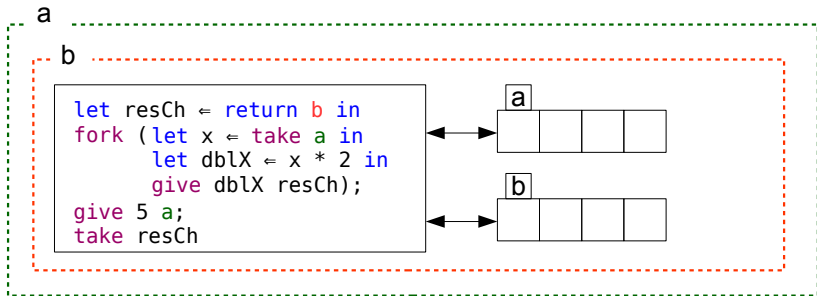 a
b
let resCh ⇐ return b in
fork (let x ⇐ take a in
let dblX ⇐ x * 2 in
give dblX resCh);
give 5 a;
take resCh
a
b